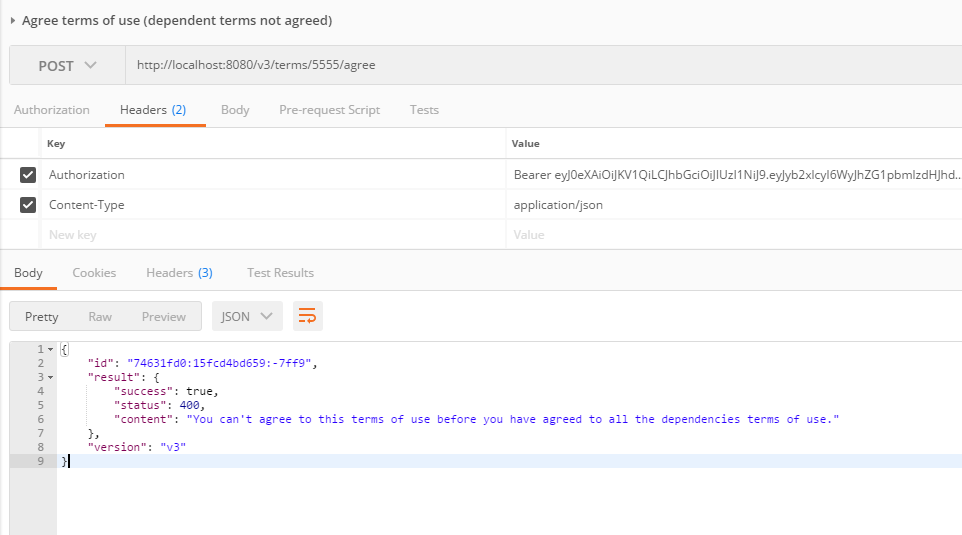 Agree terms of use (dependent terms not agreed)
POST http://localhost:8080/v3/terms/5555/agree
Authorization Headers (2) Body Pre-request Script Tests
Key Value
Authorization Bearer eyJ0eXAiOiJKV1QiLCJhbGciOiJIUzI1NiJ9.eyJyb2xlcyI6WyJhZG1pbmlzdHJhd...
Content-Type application/json
New key Value
Body Cookies Headers (3) Test Results
Pretty Raw Preview JSON
1 {
2 "id": "74631fd0:15fcd4bd659:-7ff9",
3 "result": {
4 "success": true,
5 "status": 400,
6 "content": "You can't agree to this terms of use before you have agreed to all the dependencies terms of use."
7 },
8 "version": "v3"
9 }